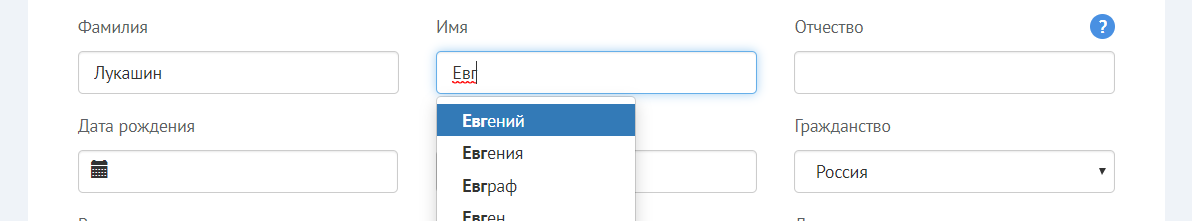 Фамилия Имя Отчество ?
Лукашин Евг
Евгений
Дата рождения Гражданство
Евгения
Россия
Евграф
Евген